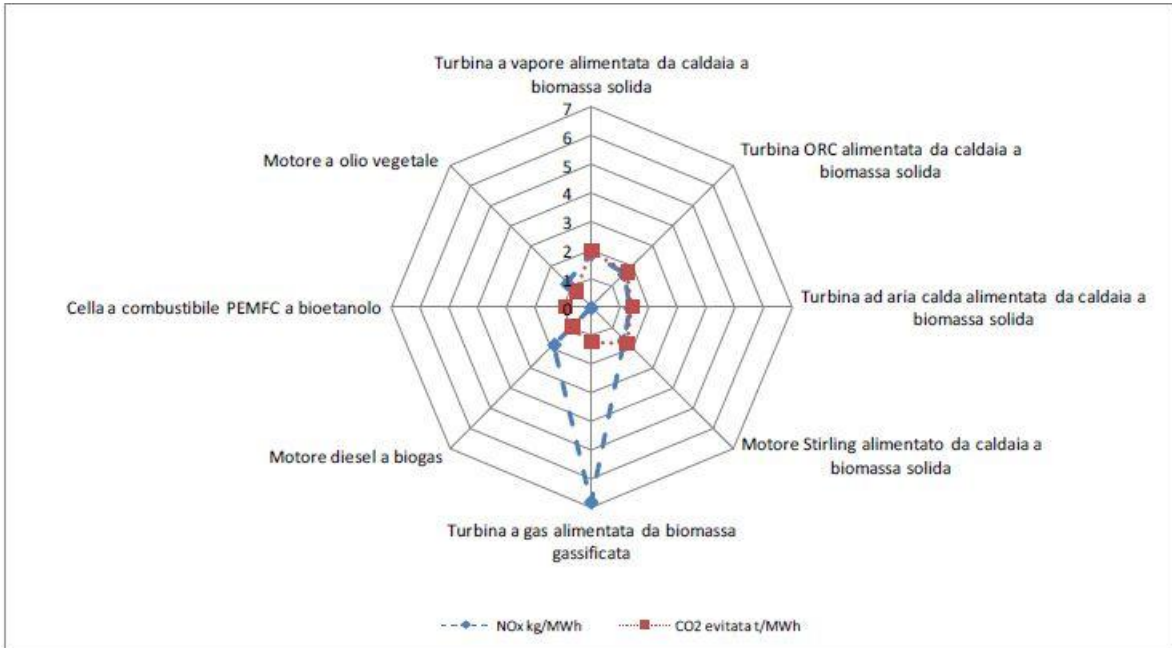 Turbina a vapore alimentata da caldaia a
biomassa solida
7
6
5
4
3
2
1
0
Turbina ORC alimentata da caldaia a
biomassa solida
Turbina ad aria calda alimentata da caldaia a
biomassa solida
Motore Stirling alimentato da caldaia a
biomassa solida
Turbina a gas alimentata da biomassa
gassificata
Motore diesel a biogas
Cella a combustibile PEMFC a bioetanolo
Motore a olio vegetale
NOx kg/MWh
CO2 evitata t/MWh